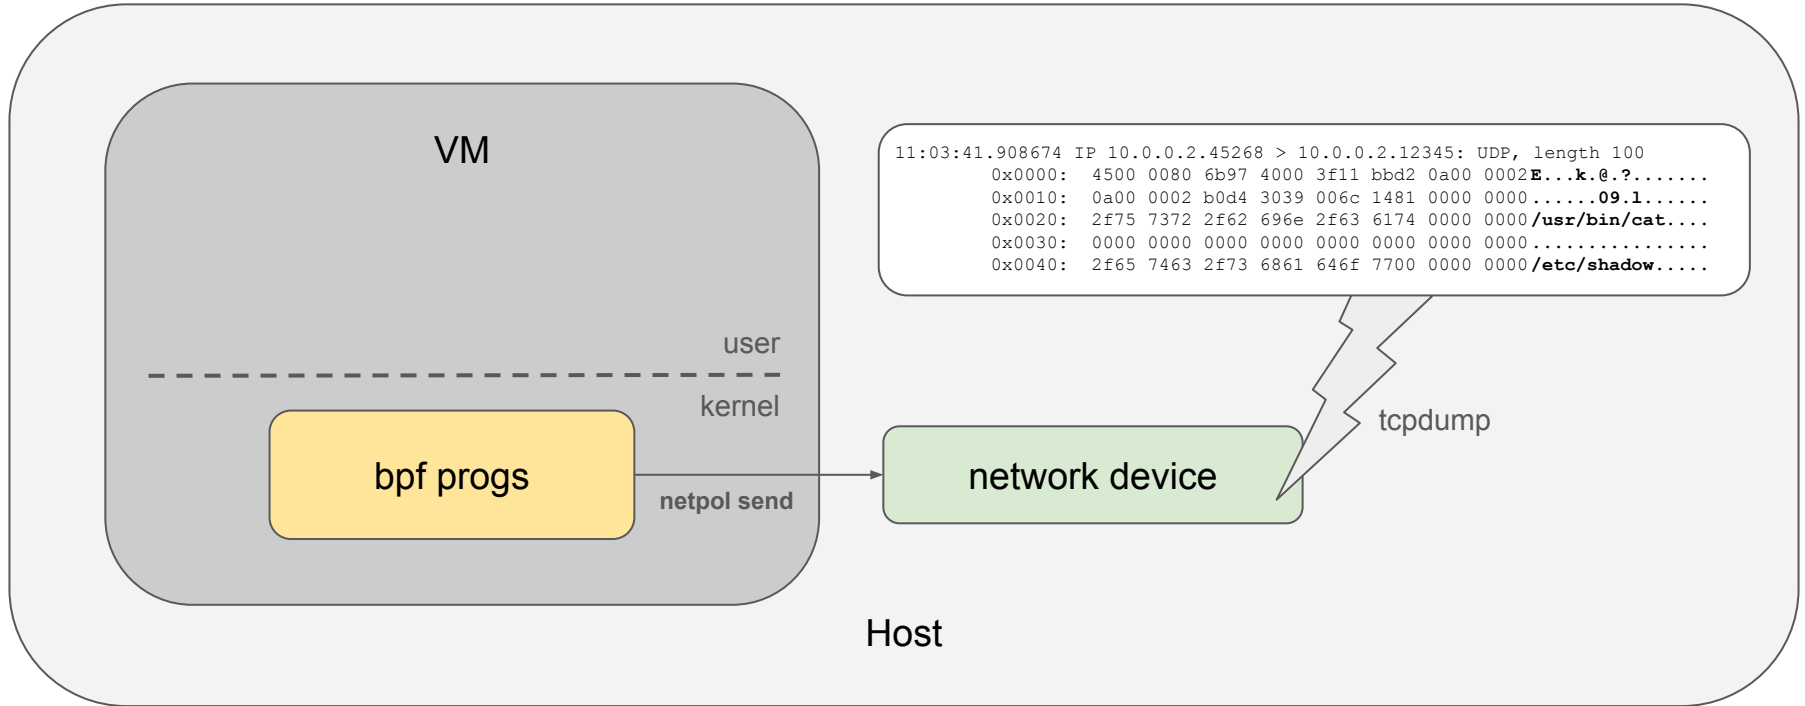 VM
11:03:41.908674 IP 10.0.0.2.45268 > 10.0.0.2.12345: UDP, length 100
0x0000: 4500 0080 6b97 4000 3f11 bbd2 0a00 0002 E...k.@.?.......
0x0010: 0a00 0002 b0d4 3039 006c 1481 0000 0000 ......09.l......
0x0020: 2f75 7372 2f62 696e 2f63 6174 0000 0000 /usr/bin/cat....
0x0030: 0000 0000 0000 0000 0000 0000 0000 0000 ................
0x0040: 2f65 7463 2f73 6861 646f 7700 0000 0000 /etc/shadow.....
user
kernel
tcpdump
bpf progs
netpol send
network device
Host